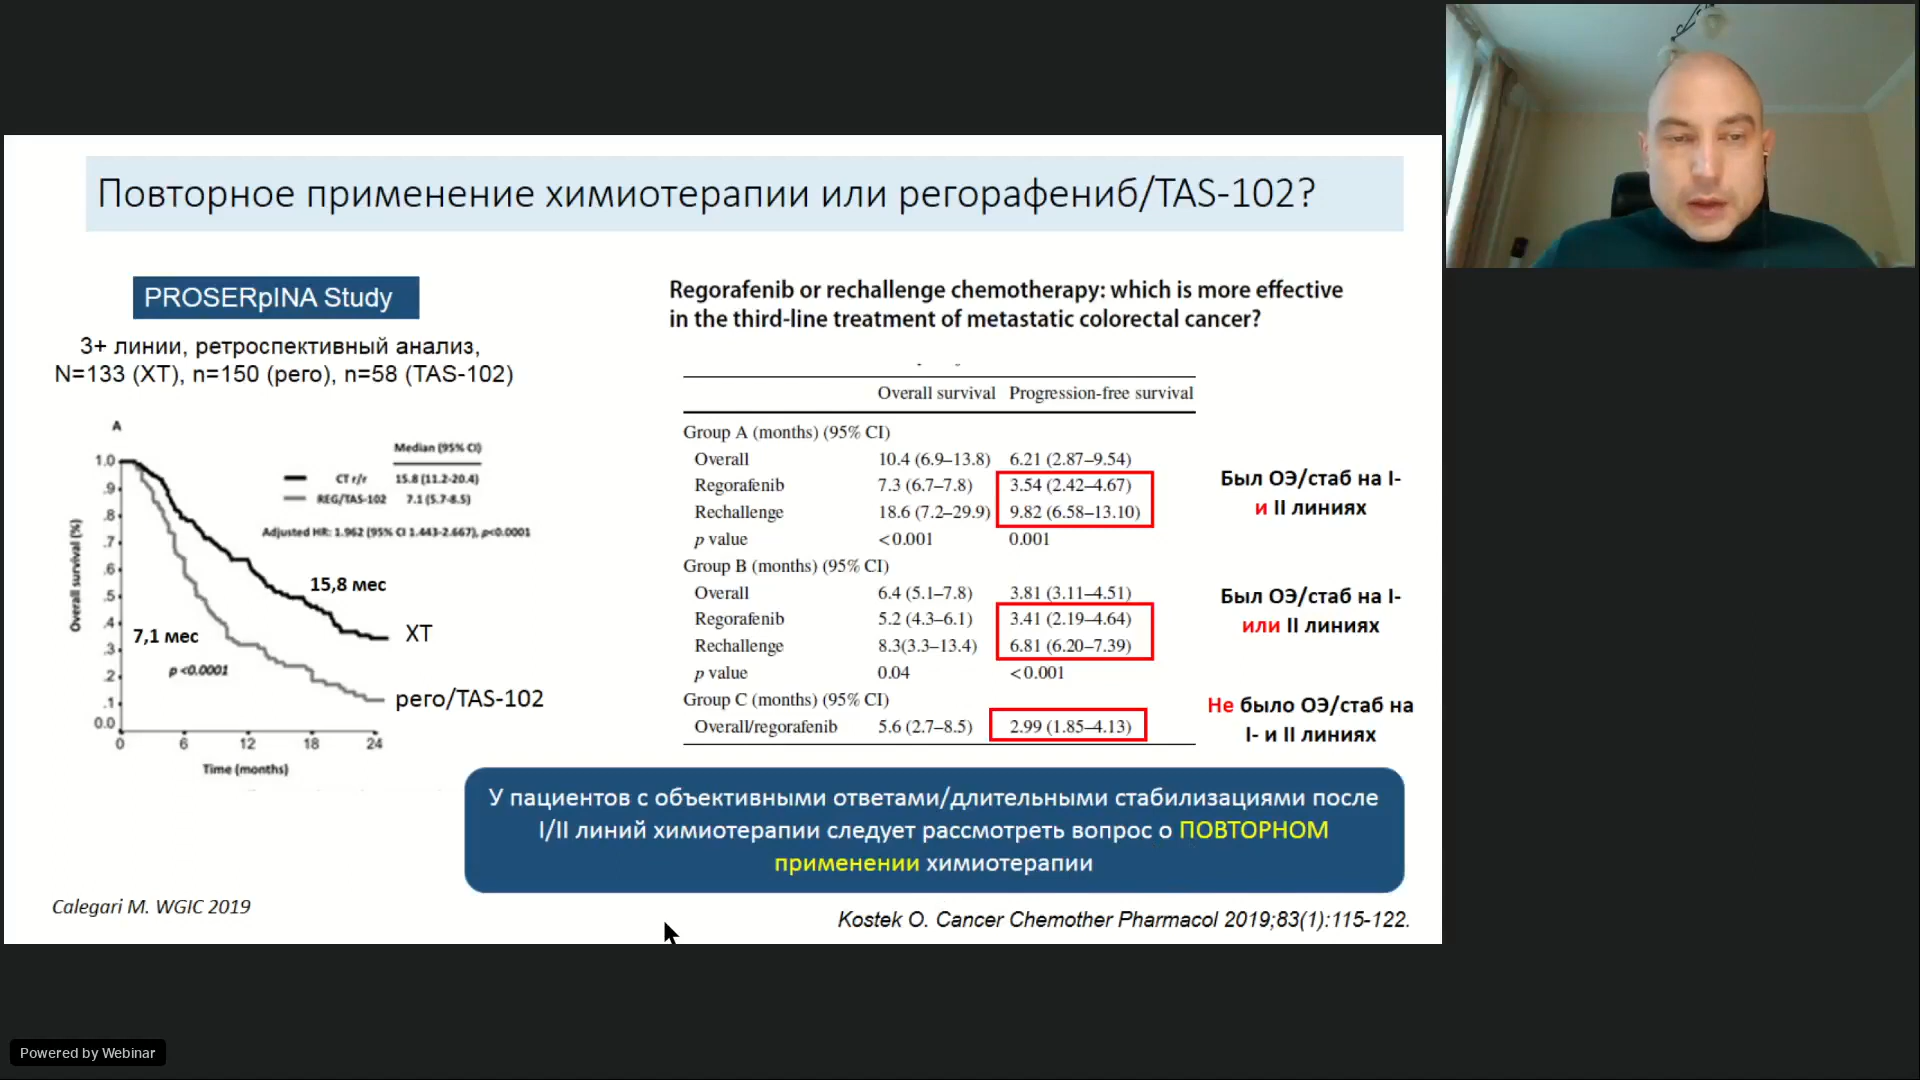 Повторное применение химиотерапии или регорафениб/TAS-102?
PROSERpINA Study
3+ линии, ретроспективный анализ,
N=133 (ХТ), n=150 (рего), n=58 (TAS-102)
A
Median (95% CI)
CT r/r 15.8 (11.2-20.4)
REG/TAS-102 7.1 (5.7-8.5)
Adjusted HR: 1.962 (95% CI 1.443-2.667), p<0.0001
Overall survival (%)
1.0
.9
.8
.7
.6
.5
.4
.3
.2
.1
0.0
15,8 мес
7,1 мес
p <0.0001
ХТ
рего/TAS-102
0 6 12 18 24
Time (months)
Regorafenib or rechallenge chemotherapy: which is more effective
in the third-line treatment of metastatic colorectal cancer?
Overall survival Progression-free survival
Group A (months) (95% CI)
Overall 10.4 (6.9–13.8) 6.21 (2.87–9.54)
Regorafenib 7.3 (6.7–7.8) 3.54 (2.42–4.67)
Rechallenge 18.6 (7.2–29.9) 9.82 (6.58–13.10)
p value <0.001 0.001
Group B (months) (95% CI)
Overall 6.4 (5.1–7.8) 3.81 (3.11–4.51)
Regorafenib 5.2 (4.3–6.1) 3.41 (2.19–4.64)
Rechallenge 8.3(3.3–13.4) 6.81 (6.20–7.39)
p value 0.04 <0.001
Group C (months) (95% CI)
Overall/regorafenib 5.6 (2.7–8.5) 2.99 (1.85–4.13)
Был ОЭ/стаб на I-
и II линиях
Был ОЭ/стаб на I-
или II линиях
Не было ОЭ/стаб на
I- и II линиях
У пациентов с объективными ответами/длительными стабилизациями после
I/II линий химиотерапии следует рассмотреть вопрос о ПОВТОРНОМ
применении химиотерапии
Calegari M. WGIC 2019
Kostek O. Cancer Chemother Pharmacol 2019;83(1):115-122.
Powered by Webinar